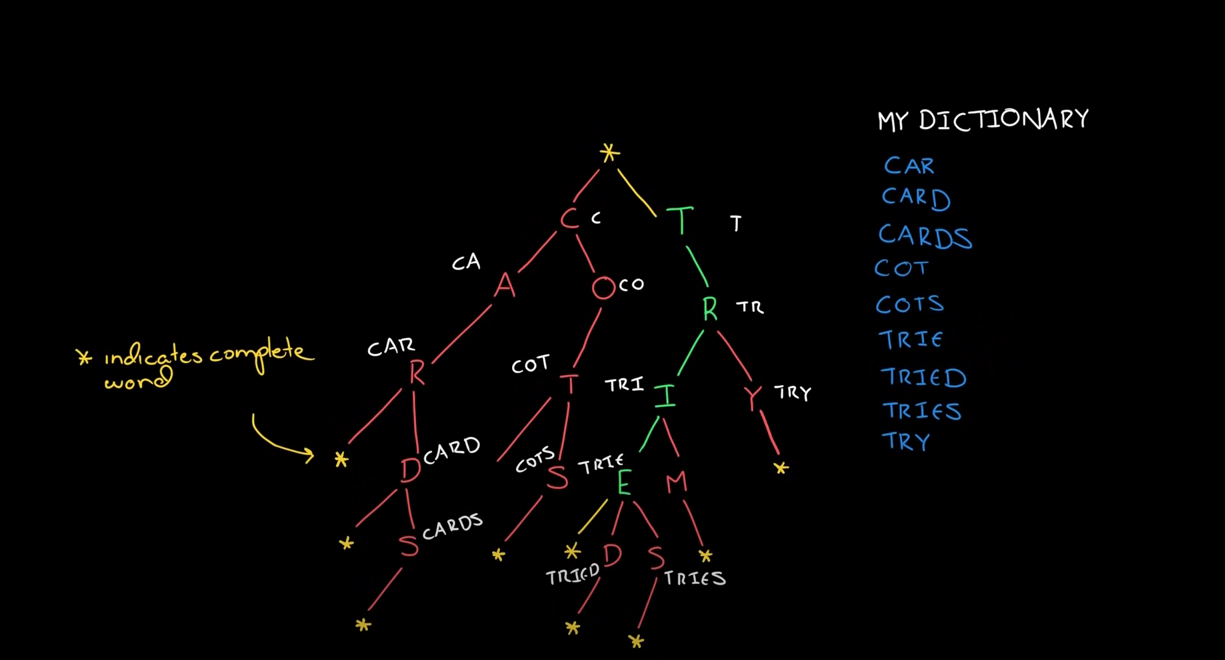 MY DICTIONARY
CAR
CARD
CARDS
COT
COTS
TRIE
TRIED
TRIES
TRY
*
C C
T T
CA
A
O CO
R TR
CAR
R
COT
T
TRI
I
Y TRY
* indicates complete
word
*
D CARD
COTS
S
TRIE
E
M
*
*
S CARDS
*
*
D
S
*
TRIED
TRIES
*
*
*